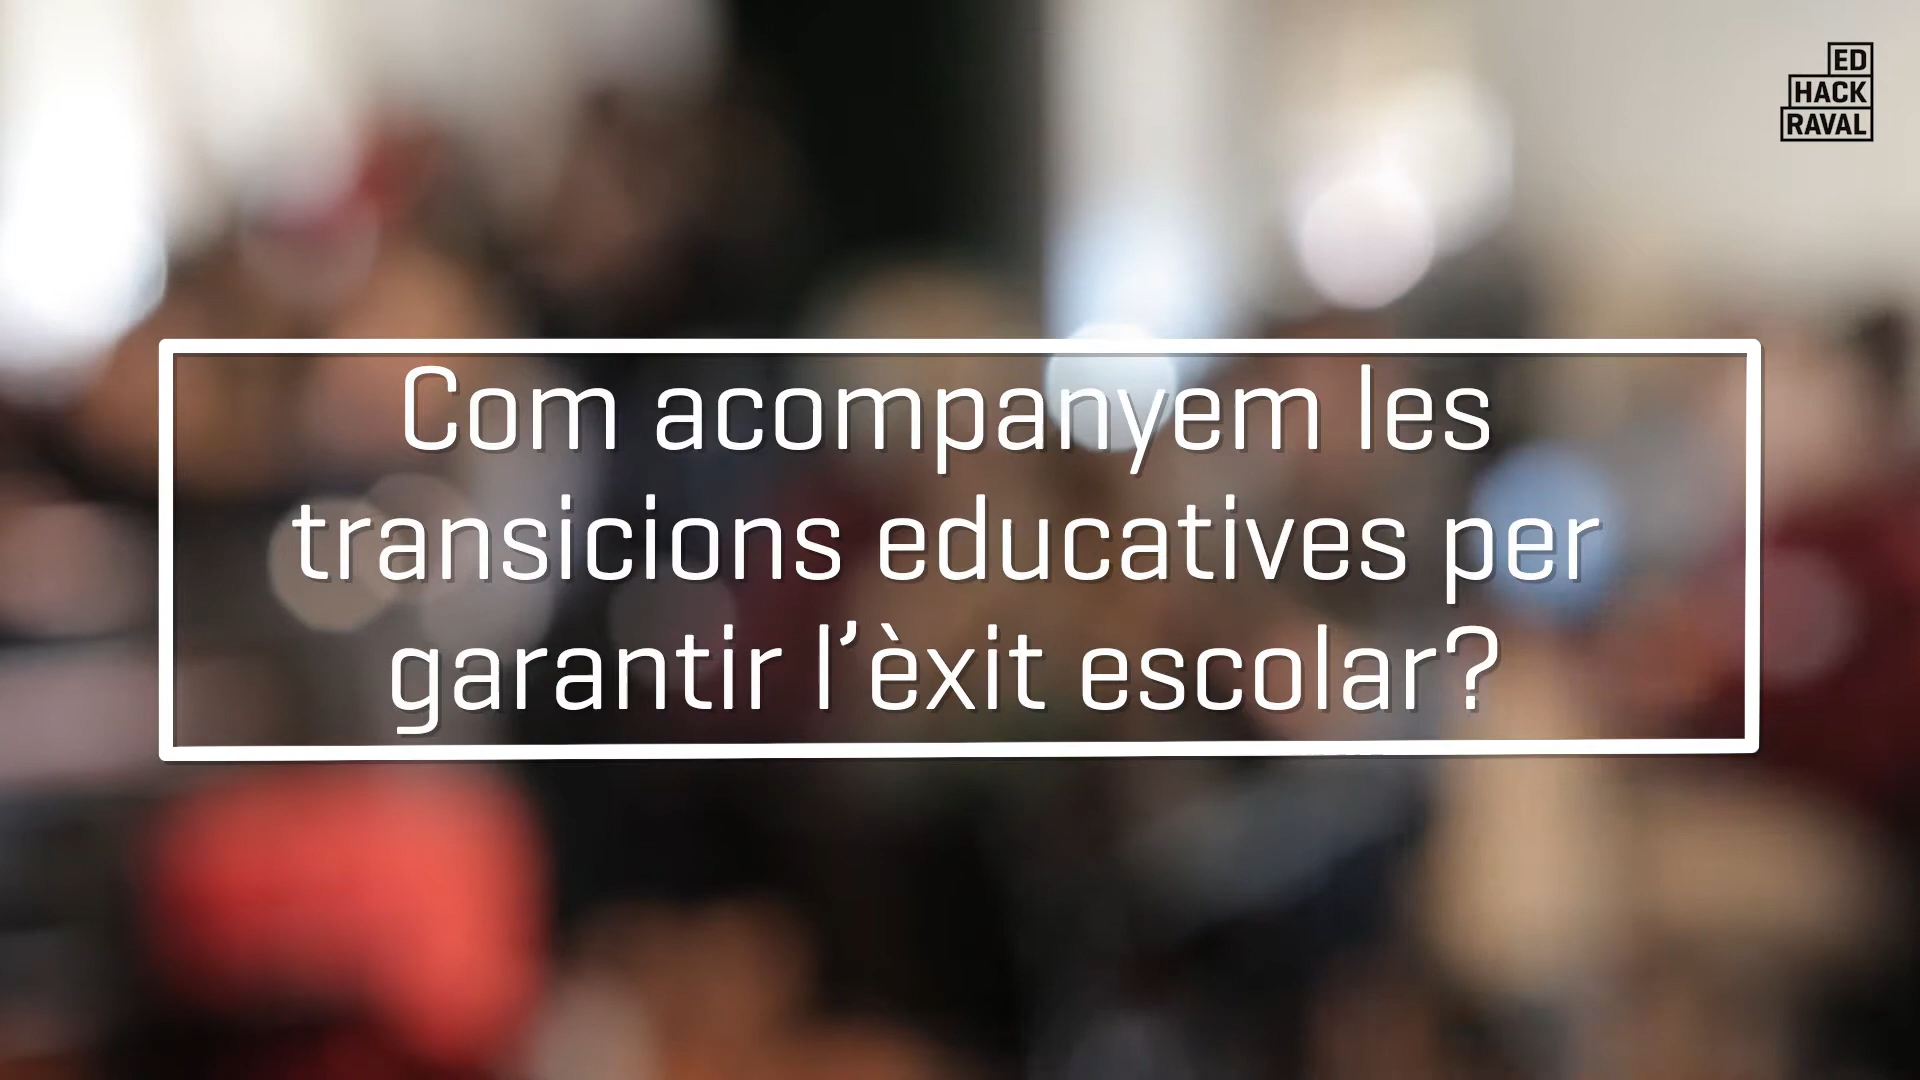 ED
HACK
RAVAL
Com acompanyem les
transicions educatives per
garantir l’èxit escolar?